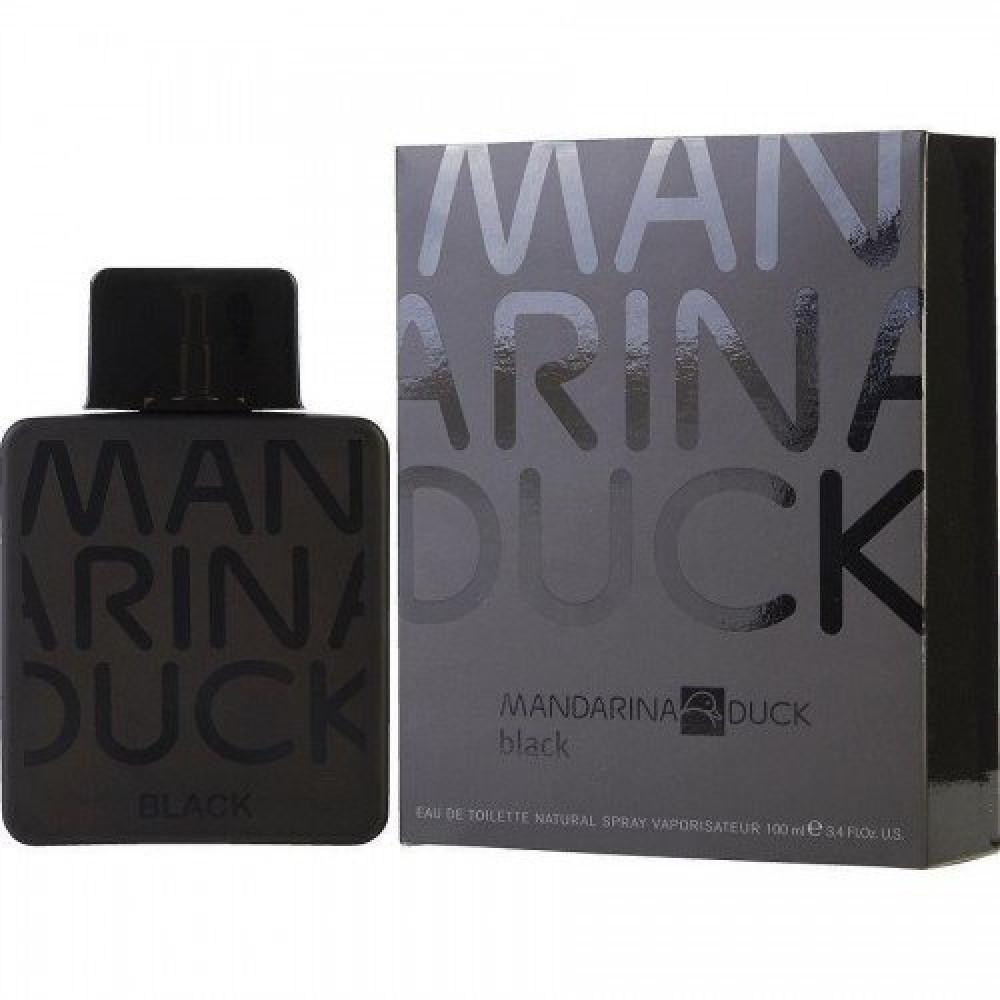 MAN
ARINA
DUCK
BLACK
MAN
ARINA
DUCK
MANDARINA DUCK
black
EAU DE TOILETTE NATURAL SPRAY VAPORISATEUR 100 ml ℮ 3,4 Fl.Oz. U.S.